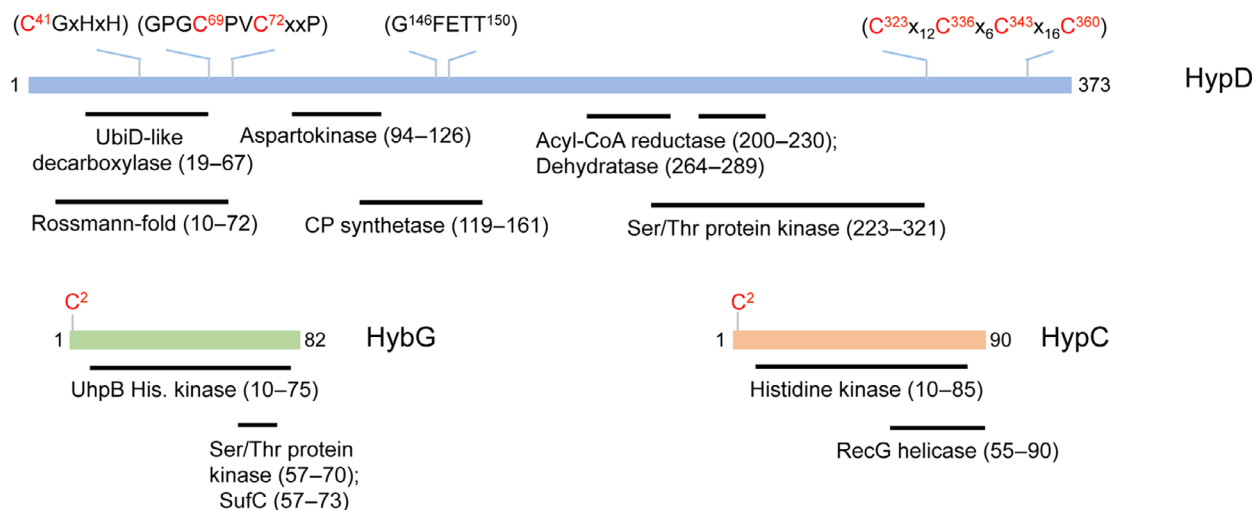 (C⁴¹GxHxH) (GPGC⁶⁹PVC⁷²xxP) (G¹⁴⁶FETT¹⁵⁰) (C³²³x₁₂C³³⁶x₆C³⁴³x₁₆C³⁶⁰)
1 373 HypD
UbiD-like
decarboxylase (19–67)
Aspartokinase (94–126)
Acyl-CoA reductase (200–230);
Dehydratase (264–289)
Rossmann-fold (10–72)
CP synthetase (119–161)
Ser/Thr protein kinase (223–321)
C²
1 82 HybG
UhpB His. kinase (10–75)
Ser/Thr protein
kinase (57–70);
SufC (57–73)
C²
1 90 HypC
Histidine kinase (10–85)
RecG helicase (55–90)